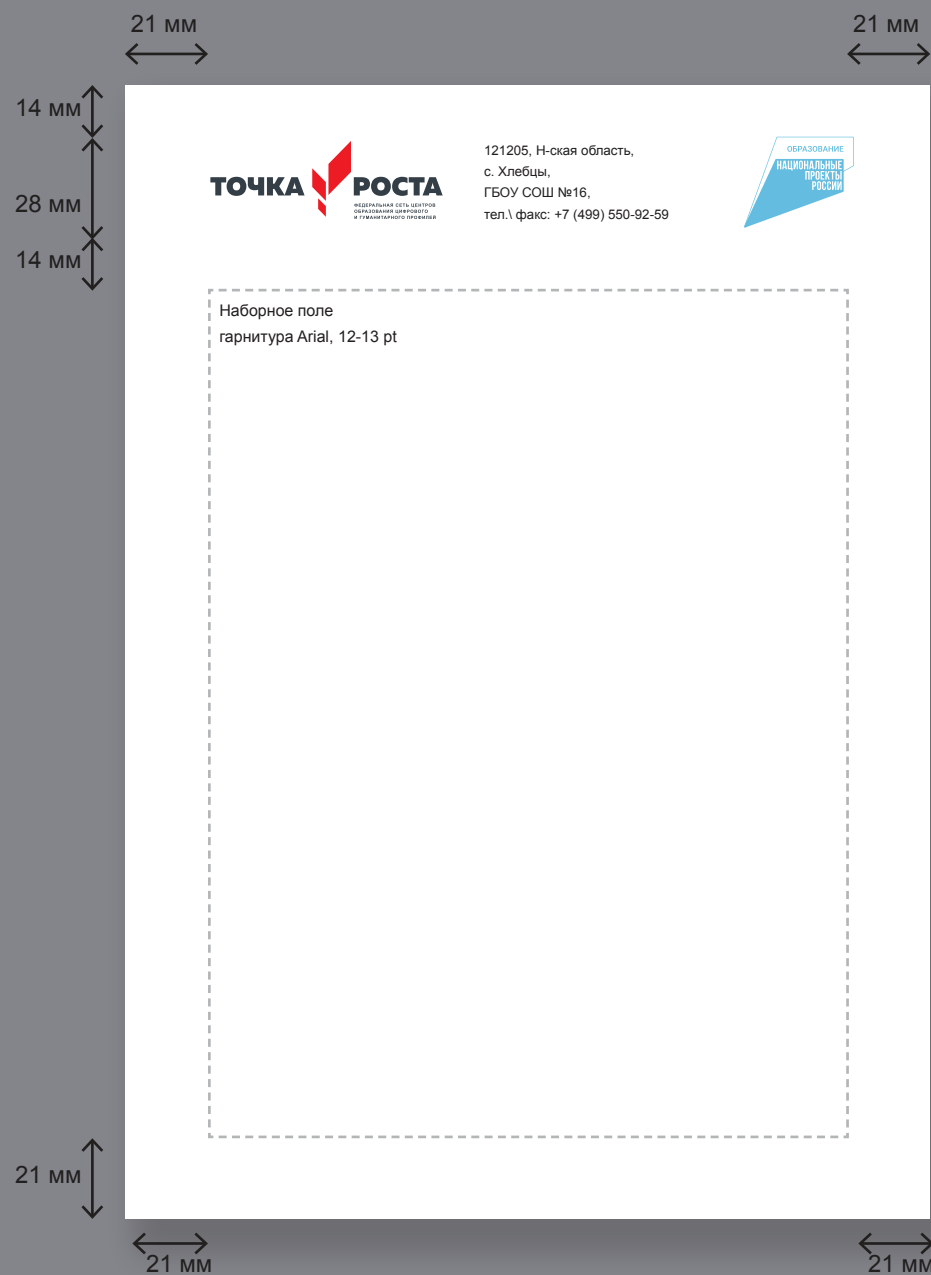 21 мм
21 мм
14 мм
28 мм
14 мм
ТОЧКА РОСТА
ФЕДЕРАЛЬНАЯ СЕТЬ ЦЕНТРОВ
ОБРАЗОВАНИЯ ЦИФРОВОГО
И ГУМАНИТАРНОГО ПРОФИЛЕЙ
121205, Н-ская область,
с. Хлебцы,
ГБОУ СОШ №16,
тел.\ факс: +7 (499) 550-92-59
ОБРАЗОВАНИЕ
НАЦИОНАЛЬНЫЕ
ПРОЕКТЫ
РОССИИ
Наборное поле
гарнитура Arial, 12-13 pt
21 мм
21 мм
21 мм